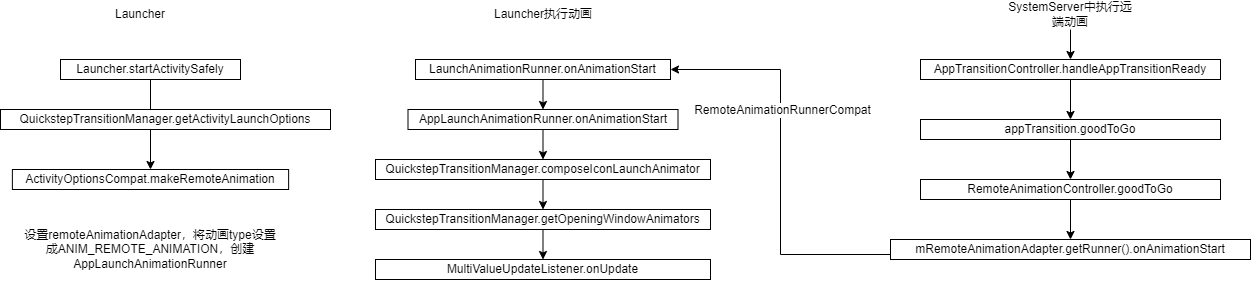 Launcher
Launcher.startActivitySafely
QuickstepTransitionManager.getActivityLaunchOptions
ActivityOptionsCompat.makeRemoteAnimation
设置remoteAnimationAdapter，将动画type设置
成ANIM_REMOTE_ANIMATION，创建
AppLaunchAnimationRunner
Launcher执行动画
LaunchAnimationRunner.onAnimationStart
AppLaunchAnimationRunner.onAnimationStart
QuickstepTransitionManager.composeIconLaunchAnimator
QuickstepTransitionManager.getOpeningWindowAnimators
MultiValueUpdateListener.onUpdate
RemoteAnimationRunnerCompat
SystemServer中执行远
端动画
AppTransitionController.handleAppTransitionReady
appTransition.goodToGo
RemoteAnimationController.goodToGo
mRemoteAnimationAdapter.getRunner().onAnimationStart